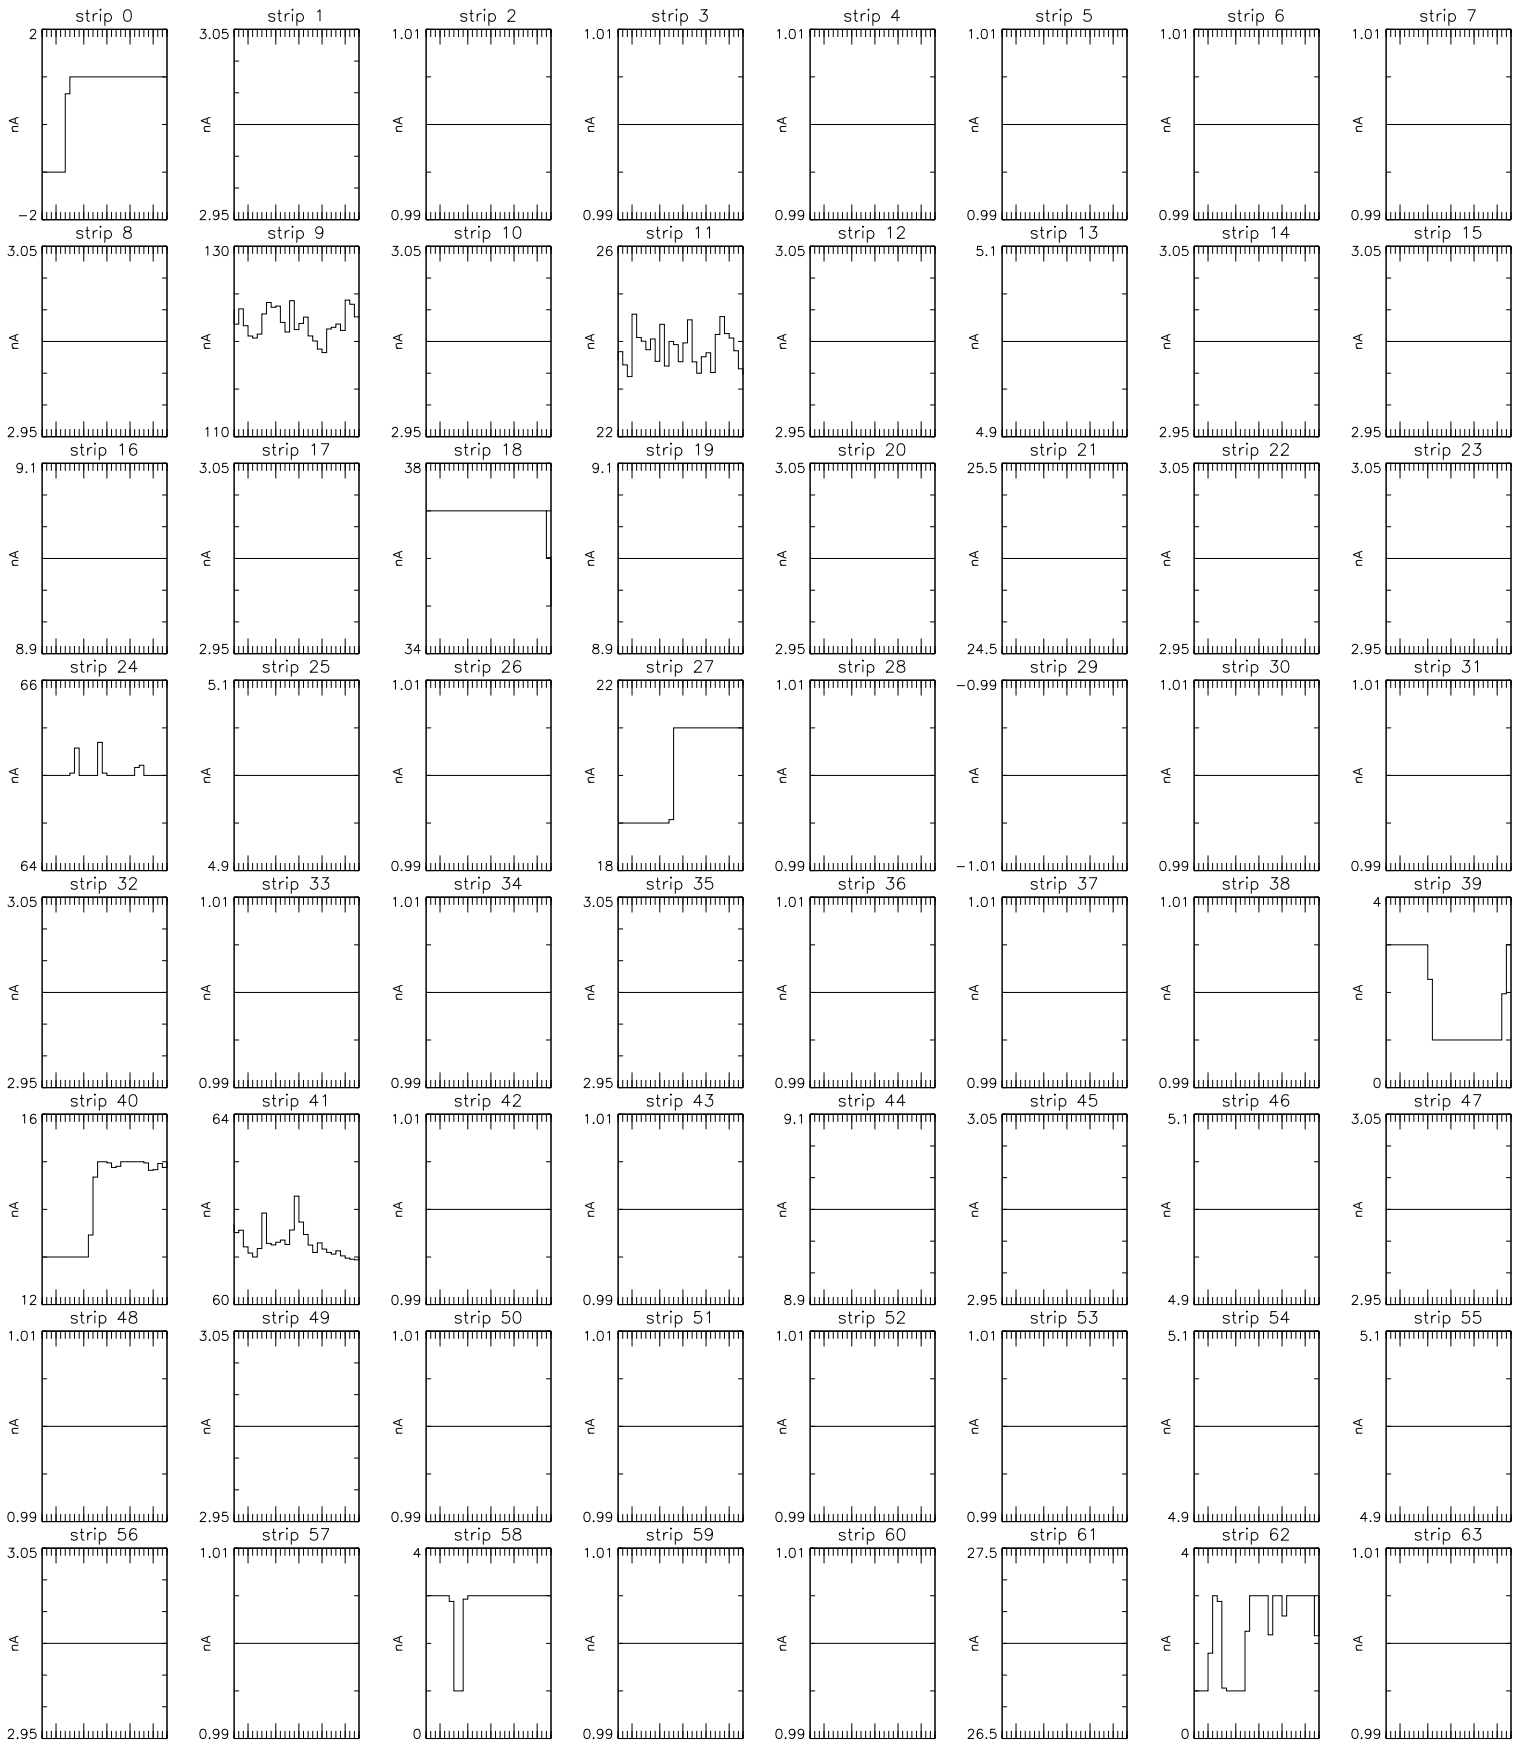 strip 0 strip 1 strip 2 strip 3 strip 4 strip 5 strip 6 strip 7
2 3.05 1.01 1.01 1.01 1.01 1.01 1.01
nA nA nA nA nA nA nA nA
-2 2.95 0.99 0.99 0.99 0.99 0.99 0.99
strip 8 strip 9 strip 10 strip 11 strip 12 strip 13 strip 14 strip 15
3.05 130 3.05 26 3.05 5.1 3.05 3.05
nA nA nA nA nA nA nA nA
2.95 110 2.95 22 2.95 4.9 2.95 2.95
strip 16 strip 17 strip 18 strip 19 strip 20 strip 21 strip 22 strip 23
9.1 3.05 38 9.1 3.05 25.5 3.05 3.05
nA nA nA nA nA nA nA nA
8.9 2.95 34 8.9 2.95 24.5 2.95 2.95
strip 24 strip 25 strip 26 strip 27 strip 28 strip 29 strip 30 strip 31
66 5.1 1.01 22 1.01 -0.99 1.01 1.01
nA nA nA nA nA nA nA nA
64 4.9 0.99 18 0.99 -1.01 0.99 0.99
strip 32 strip 33 strip 34 strip 35 strip 36 strip 37 strip 38 strip 39
3.05 1.01 1.01 3.05 1.01 1.01 1.01 4
nA nA nA nA nA nA nA nA
2.95 0.99 0.99 2.95 0.99 0.99 0.99 0
strip 40 strip 41 strip 42 strip 43 strip 44 strip 45 strip 46 strip 47
16 64 1.01 1.01 9.1 3.05 5.1 3.05
nA nA nA nA nA nA nA nA
12 60 0.99 0.99 8.9 2.95 4.9 2.95
strip 48 strip 49 strip 50 strip 51 strip 52 strip 53 strip 54 strip 55
1.01 3.05 1.01 1.01 1.01 1.01 5.1 5.1
nA nA nA nA nA nA nA nA
0.99 2.95 0.99 0.99 0.99 0.99 4.9 4.9
strip 56 strip 57 strip 58 strip 59 strip 60 strip 61 strip 62 strip 63
3.05 1.01 4 1.01 1.01 27.5 4 1.01
nA nA nA nA nA nA nA nA
2.95 0.99 0 0.99 0.99 26.5 0 0.99